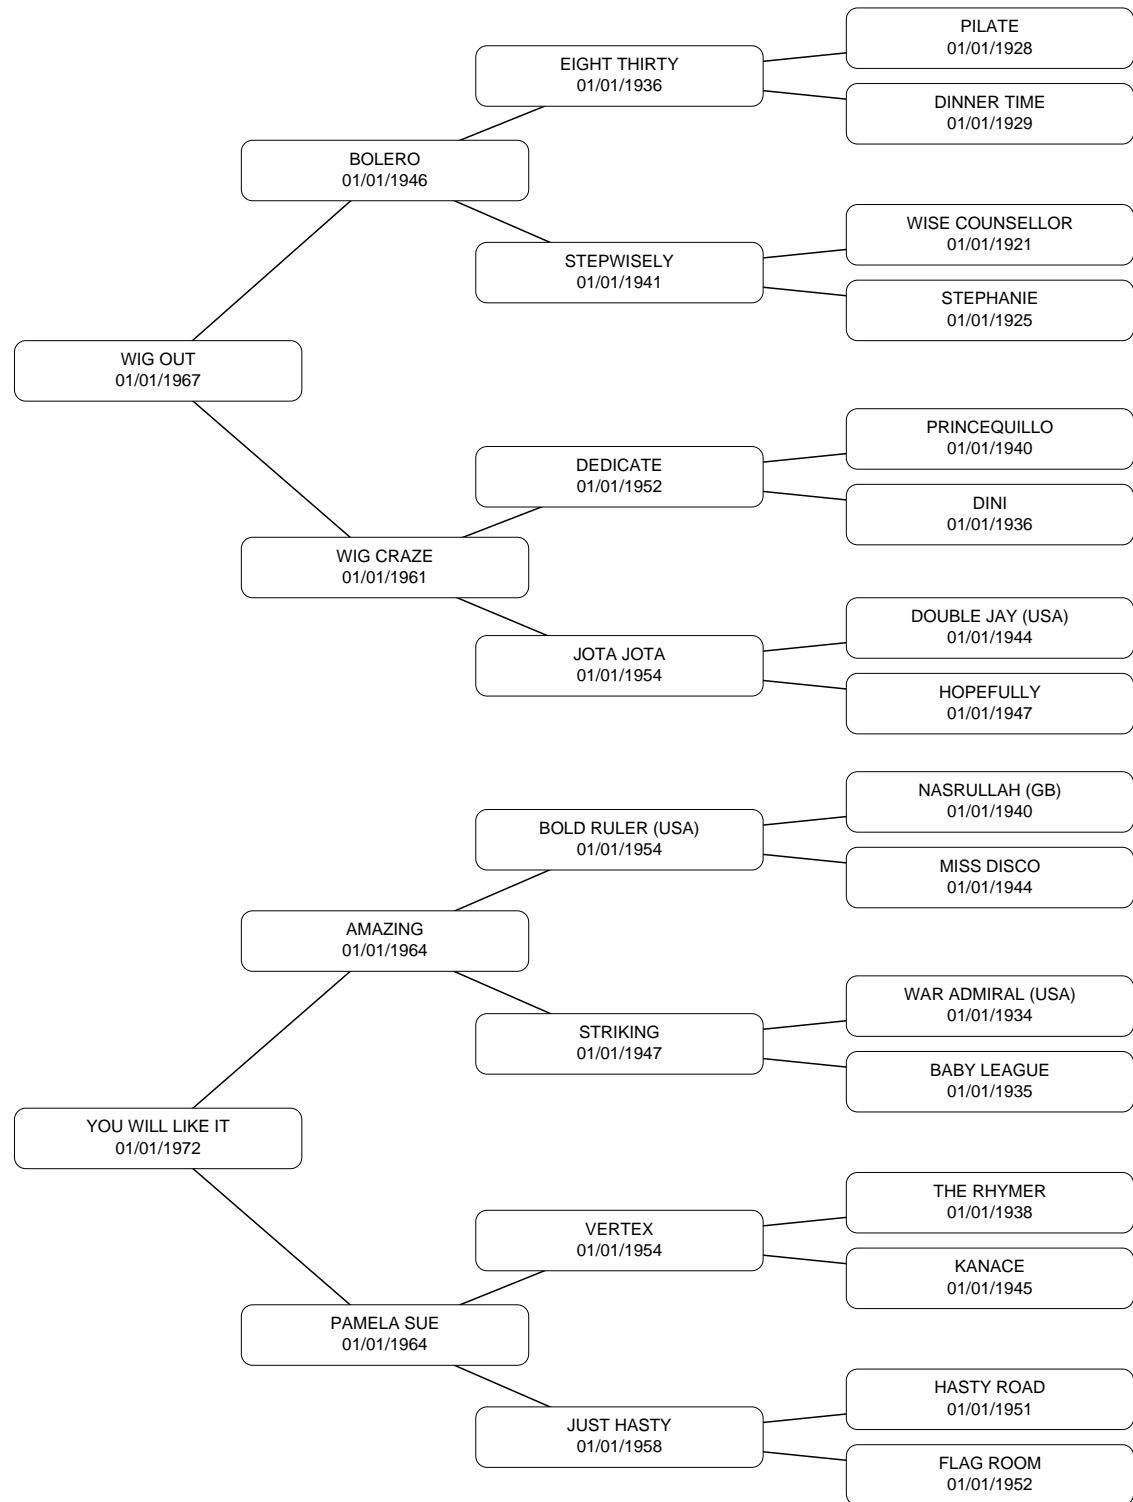 PILATE
01/01/1928
EIGHT THIRTY
01/01/1936
DINNER TIME
01/01/1929
BOLERO
01/01/1946
WISE COUNSELLOR
01/01/1921
STEPWISELY
01/01/1941
STEPHANIE
01/01/1925
WIG OUT
01/01/1967
PRINCEQUILLO
01/01/1940
DEDICATE
01/01/1952
DINI
01/01/1936
WIG CRAZE
01/01/1961
DOUBLE JAY (USA)
01/01/1944
JOTA JOTA
01/01/1954
HOPEFULLY
01/01/1947
NASRULLAH (GB)
01/01/1940
BOLD RULER (USA)
01/01/1954
MISS DISCO
01/01/1944
AMAZING
01/01/1964
WAR ADMIRAL (USA)
01/01/1934
STRIKING
01/01/1947
BABY LEAGUE
01/01/1935
YOU WILL LIKE IT
01/01/1972
THE RHYMER
01/01/1938
VERTEX
01/01/1954
KANACE
01/01/1945
PAMELA SUE
01/01/1964
HASTY ROAD
01/01/1951
JUST HASTY
01/01/1958
FLAG ROOM
01/01/1952